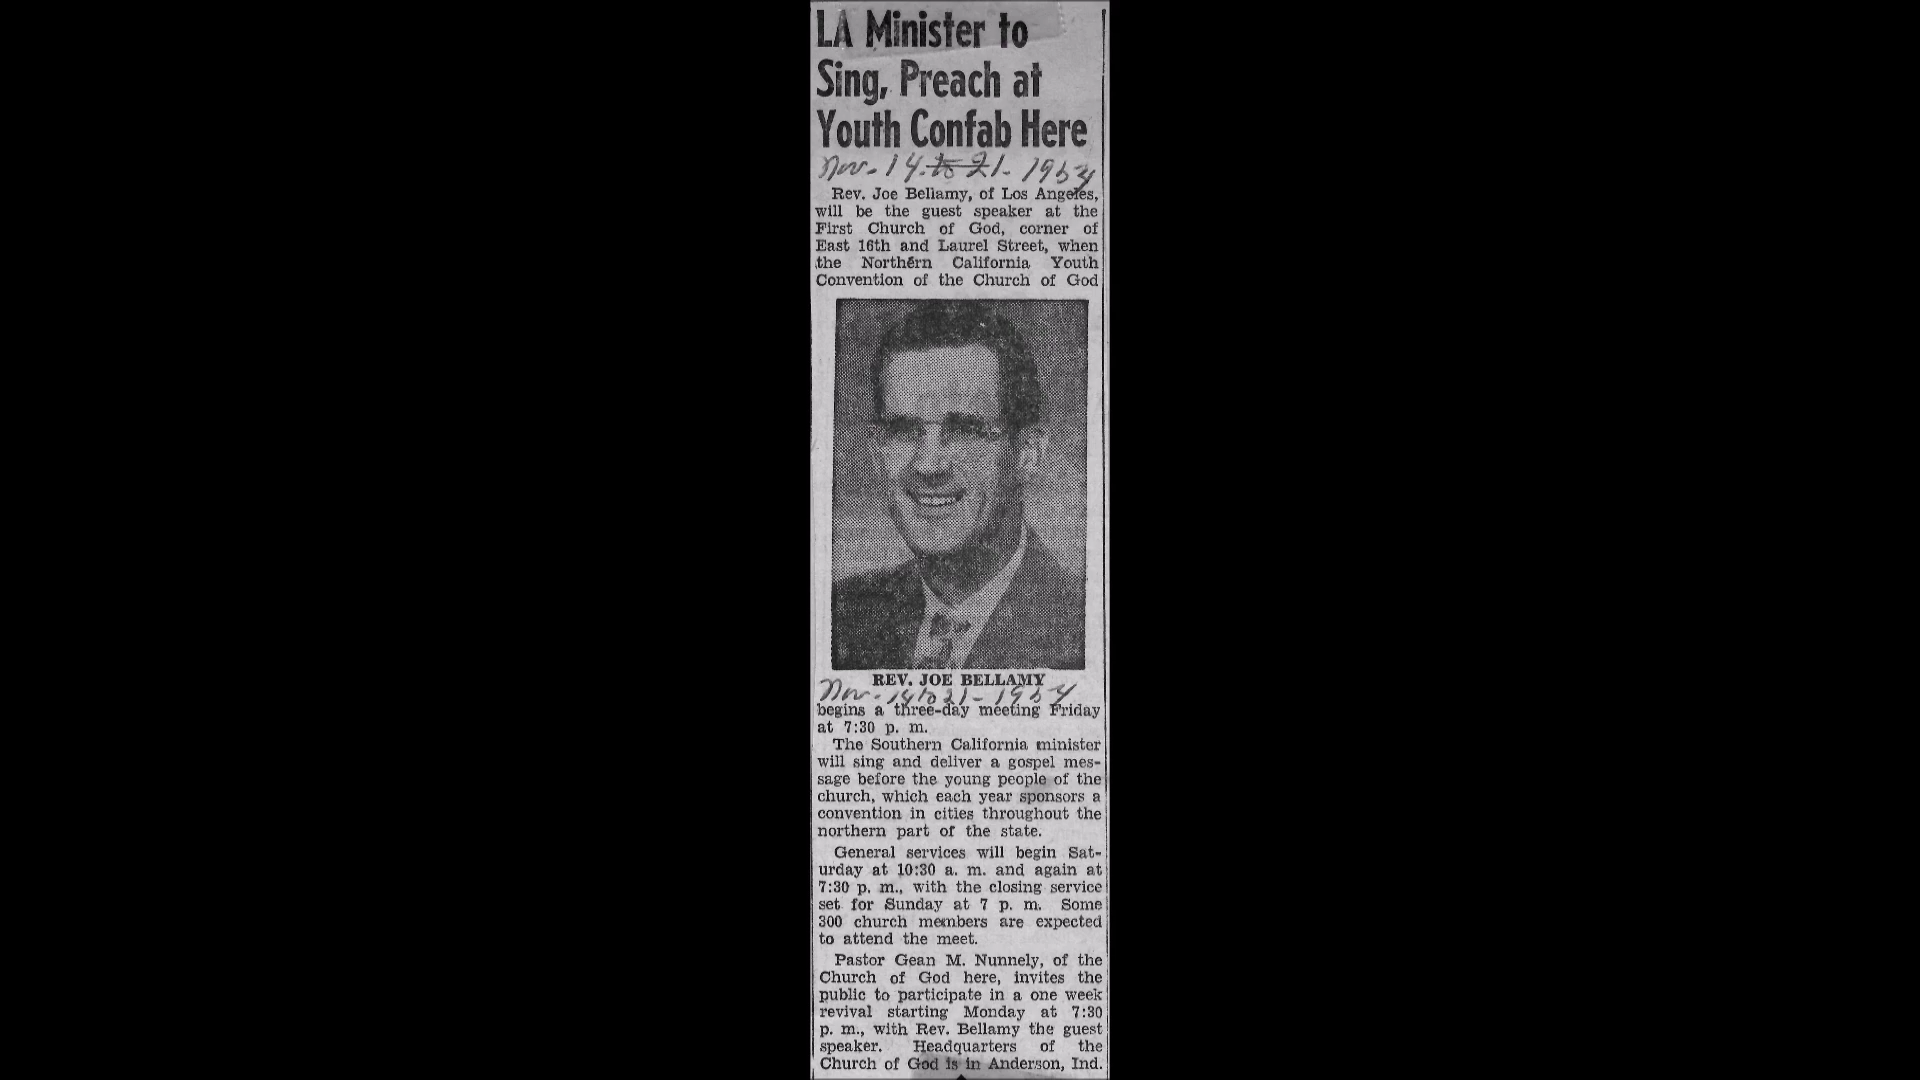 LA Minister to
Sing, Preach at
Youth Confab Here
Nov. 14 to 21 - 1954
Rev. Joe Bellamy, of Los Angeles,
will be the guest speaker at the
First Church of God, corner of
East 16th and Laurel Street, when
the Northern California Youth
Convention of the Church of God
REV. JOE BELLAMY
Nov. 14 to 21 - 1954
begins a three-day meeting Friday
at 7:30 p. m.
The Southern California minister
will sing and deliver a gospel mes-
sage before the young people of the
church, which each year sponsors a
convention in cities throughout the
northern part of the state.
General services will begin Sat-
urday at 10:30 a. m. and again at
7:30 p. m., with the closing service
set for Sunday at 7 p. m. Some
300 church members are expected
to attend the meet.
Pastor Gean M. Nunnely, of the
Church of God here, invites the
public to participate in a one week
revival starting Monday at 7:30
p. m., with Rev. Bellamy the guest
speaker. Headquarters of the
Church of God is in Anderson, Ind.